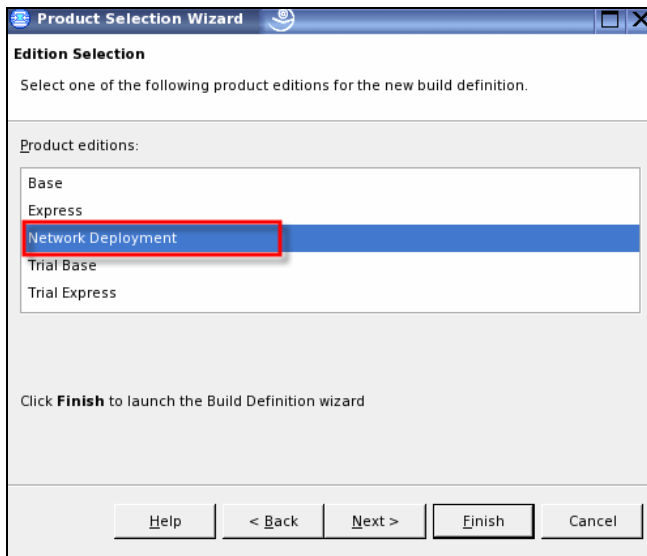 Product Selection Wizard
Edition Selection
Select one of the following product editions for the new build definition.
Product editions:
Base
Express
Network Deployment
Trial Base
Trial Express
Click Finish to launch the Build Definition wizard
Help < Back Next > Finish Cancel